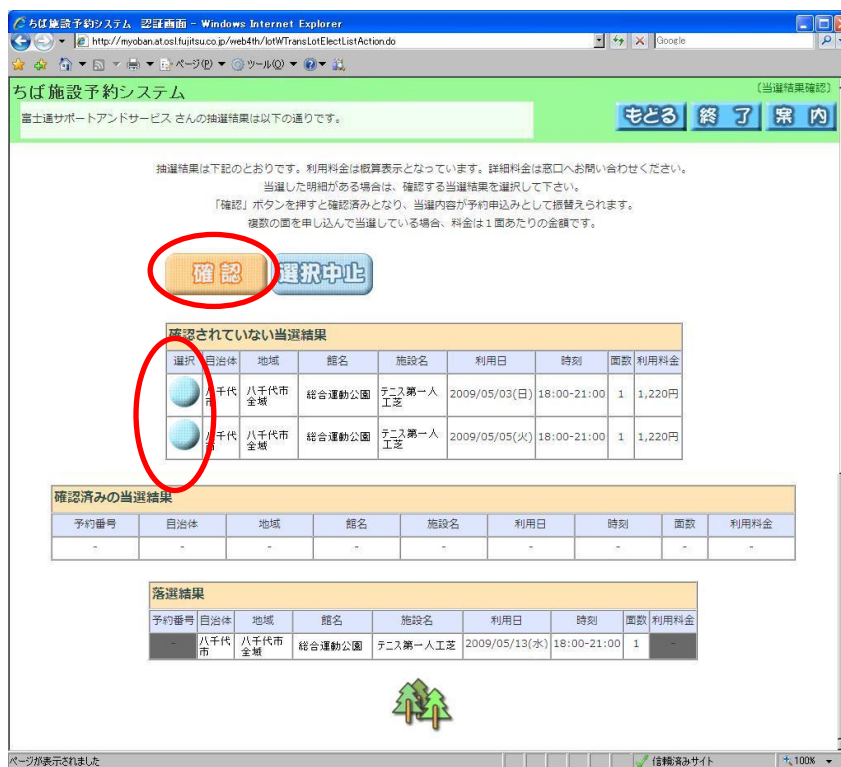 ちば施設予約システム 認証画面 - Windows Internet Explorer
http://myoban.at.osl.fujitsu.co.jp/web4th/lotWTransLotElectListAction.do
Google
ページ(P) ツール(O)
ちば施設予約システム
〔当選結果確認〕
富士通サポートアンドサービス さんの抽選結果は以下の通りです。
もどる 終了 案内
抽選結果は下記のとおりです。利用料金は概算表示となっています。詳細料金は窓口へお問い合わせください。
当選した明細がある場合は、確認する当選結果を選択して下さい。
「確認」ボタンを押すと確認済みとなり、当選内容が予約申込みとして振替えられます。
複数の面を申し込んで当選している場合、料金は1面あたりの金額です。
確認 選択中止
確認されていない当選結果
選択 自治体 地域 館名 施設名 利用日 時刻 面数 利用料金
八千代市 八千代市全域 総合運動公園 テニス第一人工芝 2009/05/03(日) 18:00-21:00 1 1,220円
八千代市 八千代市全域 総合運動公園 テニス第一人工芝 2009/05/05(火) 18:00-21:00 1 1,220円
確認済みの当選結果
予約番号 自治体 地域 館名 施設名 利用日 時刻 面数 利用料金
- - - - - - - - -
落選結果
予約番号 自治体 地域 館名 施設名 利用日 時刻 面数 利用料金
- 八千代市 八千代市全域 総合運動公園 テニス第一人工芝 2009/05/13(水) 18:00-21:00 1 -
ページが表示されました 信頼済みサイト 100%